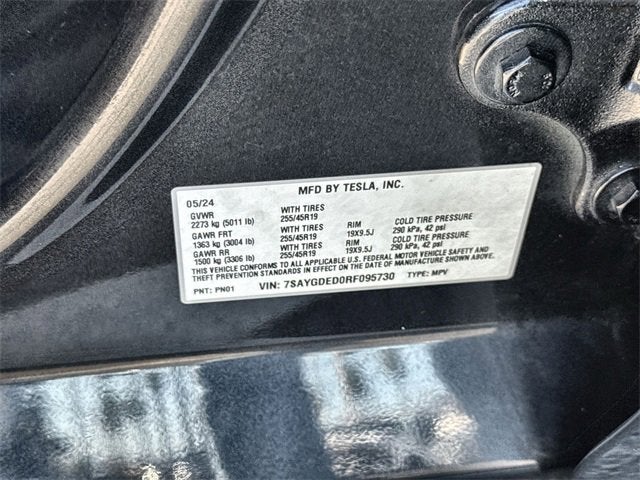 MFD BY TESLA, INC.
05/24
GVWR WITH TIRES RIM COLD TIRE PRESSURE
2273 kg (5011 lb) 255/45R19 19X9.5J 290 kPa, 42 psi
GAWR FRT WITH TIRES RIM COLD TIRE PRESSURE
1363 kg (3004 lb) 255/45R19 19X9.5J 290 kPa, 42 psi
GAWR RR WITH TIRES
1500 kg (3306 lb) 255/45R19
THIS VEHICLE CONFORMS TO ALL APPLICABLE U.S. FEDERAL MOTOR VEHICLE SAFETY AND
THEFT PREVENTION STANDARDS IN EFFECT ON THE DATE OF MANUFACTURE SHOWN ABOVE.
PNT: PN01 VIN: 7SAYGDED0RF095730 TYPE: MPV